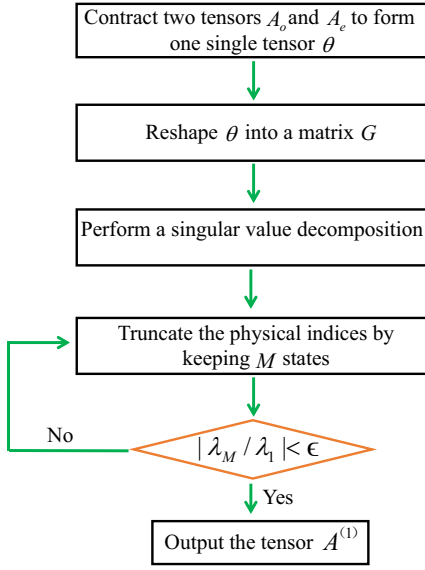 Contract two tensors A_o and A_e to form
one single tensor θ
Reshape θ into a matrix G
Perform a singular value decomposition
Truncate the physical indices by
keeping M states
No
| λ_M / λ_1 | < ϵ
Yes
Output the tensor A^(1)